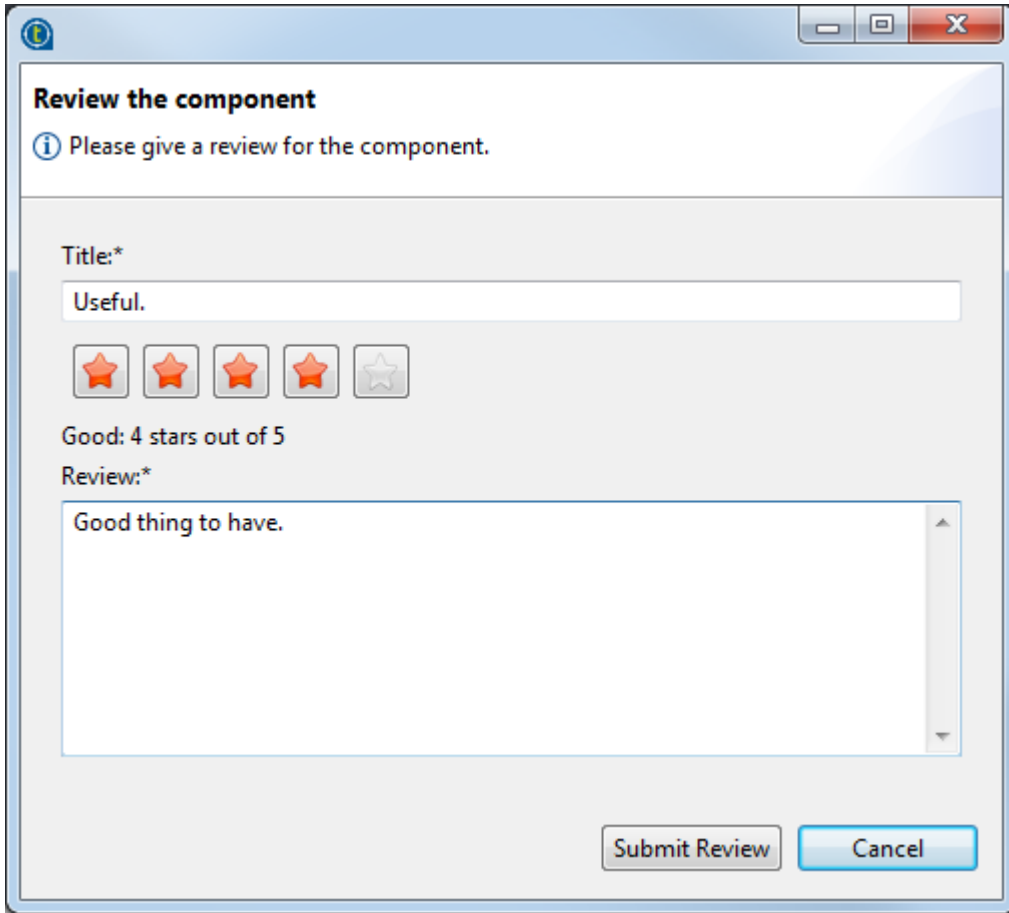 Review the component
Please give a review for the component.
Title:*
Useful.
Good: 4 stars out of 5
Review:*
Good thing to have.
Submit Review
Cancel